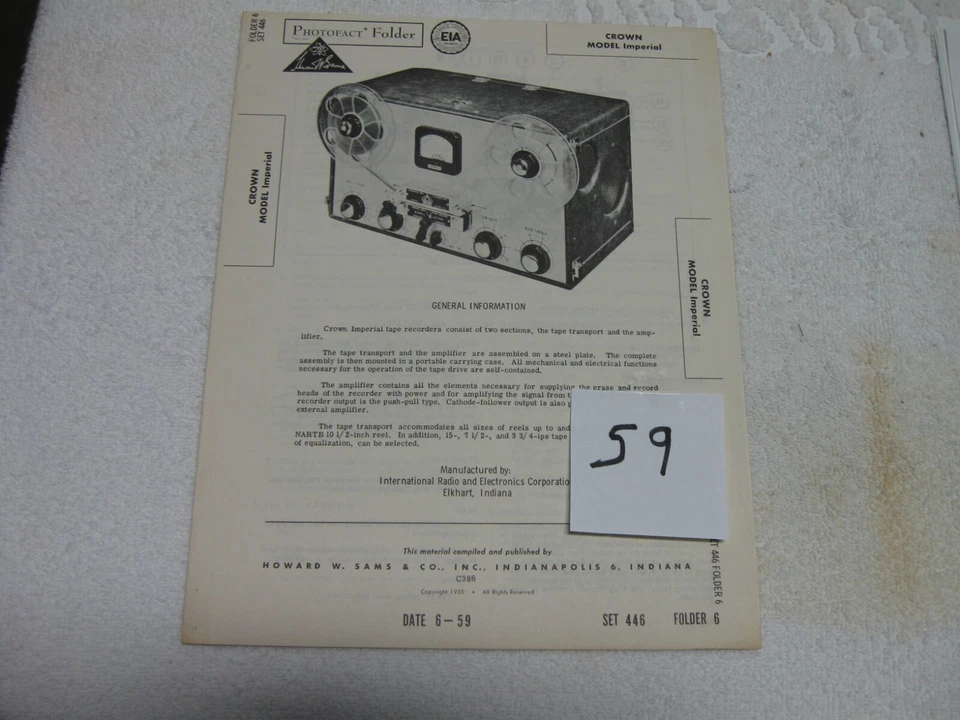 FOLDER 6
SET 446
PHOTOFACT* Folder
EIA
CROWN
MODEL Imperial
Howard W. Sams
CROWN
MODEL Imperial
CROWN
MODEL Imperial
GENERAL INFORMATION
Crown Imperial tape recorders consist of two sections, the tape transport and the amp-
lifier.
The tape transport and the amplifier are assembled on a steel plate. The complete
assembly is then mounted in a portable carrying case. All mechanical and electrical functions
necessary for the operation of the tape drive are self-contained.
The amplifier contains all the elements necessary for supplying the erase and record
heads of the recorder with power and for amplifying the signal from
recorder output is the push-pull type. Cathode-follower output is also
external amplifier.
The tape transport accommodates all sizes of reels up to and
NARTB 10 1/2-inch reel. In addition, 15-, 7 1/2-, and 3 3/4-ips tape
of equalization, can be selected.
59
Manufactured by:
International Radio and Electronics Corporatio
Elkhart, Indiana
This material compiled and published by
HOWARD W. SAMS & CO., INC., INDIANAPOLIS 6, INDIANA
C386
Copyright 1959 • All Rights Reserved
SET 446 FOLDER 6
DATE 6-59 SET 446 FOLDER 6